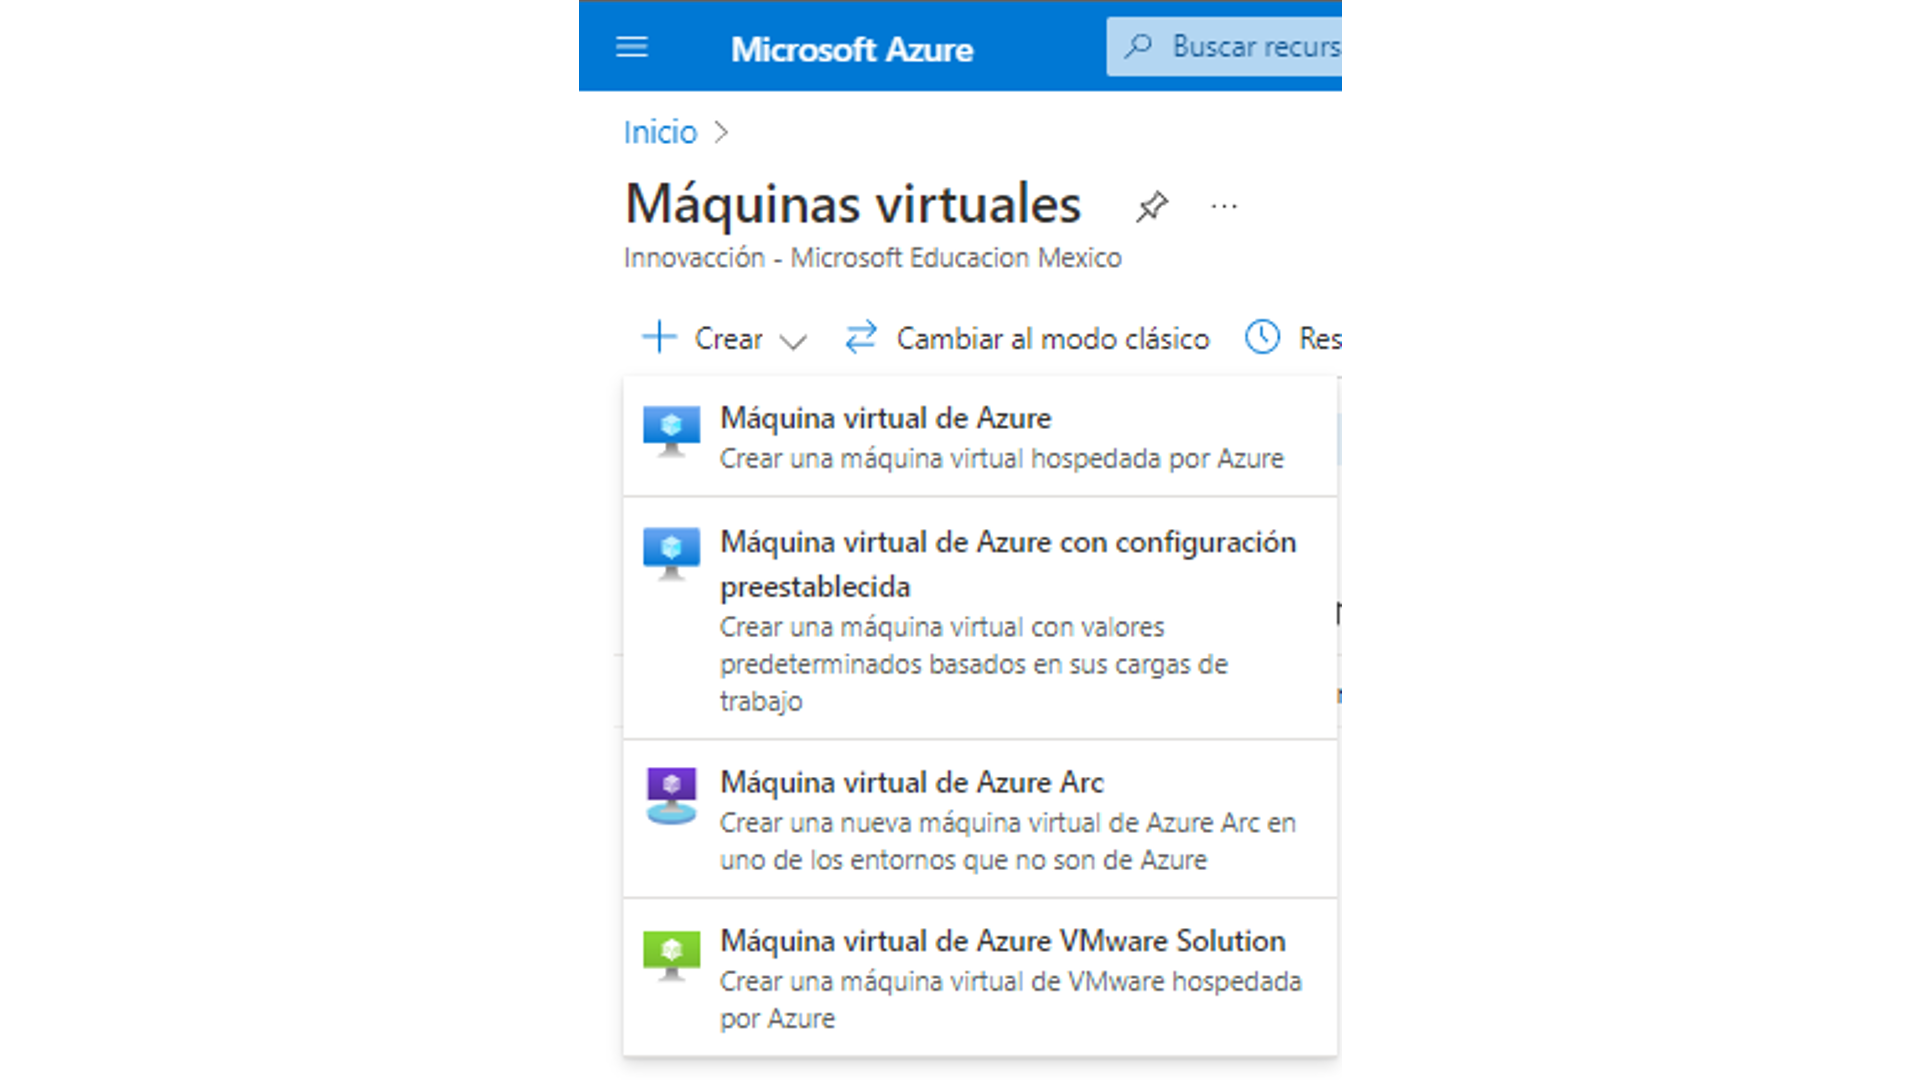 Microsoft Azure
Buscar recurs
Inicio
Máquinas virtuales
Innovacción - Microsoft Educacion Mexico
Crear
Cambiar al modo clásico
Res
Máquina virtual de Azure
Crear una máquina virtual hospedada por Azure
Máquina virtual de Azure con configuración
preestablecida
Crear una máquina virtual con valores
predeterminados basados en sus cargas de
trabajo
Máquina virtual de Azure Arc
Crear una nueva máquina virtual de Azure Arc en
uno de los entornos que no son de Azure
Máquina virtual de Azure VMware Solution
Crear una máquina virtual de VMware hospedada
por Azure